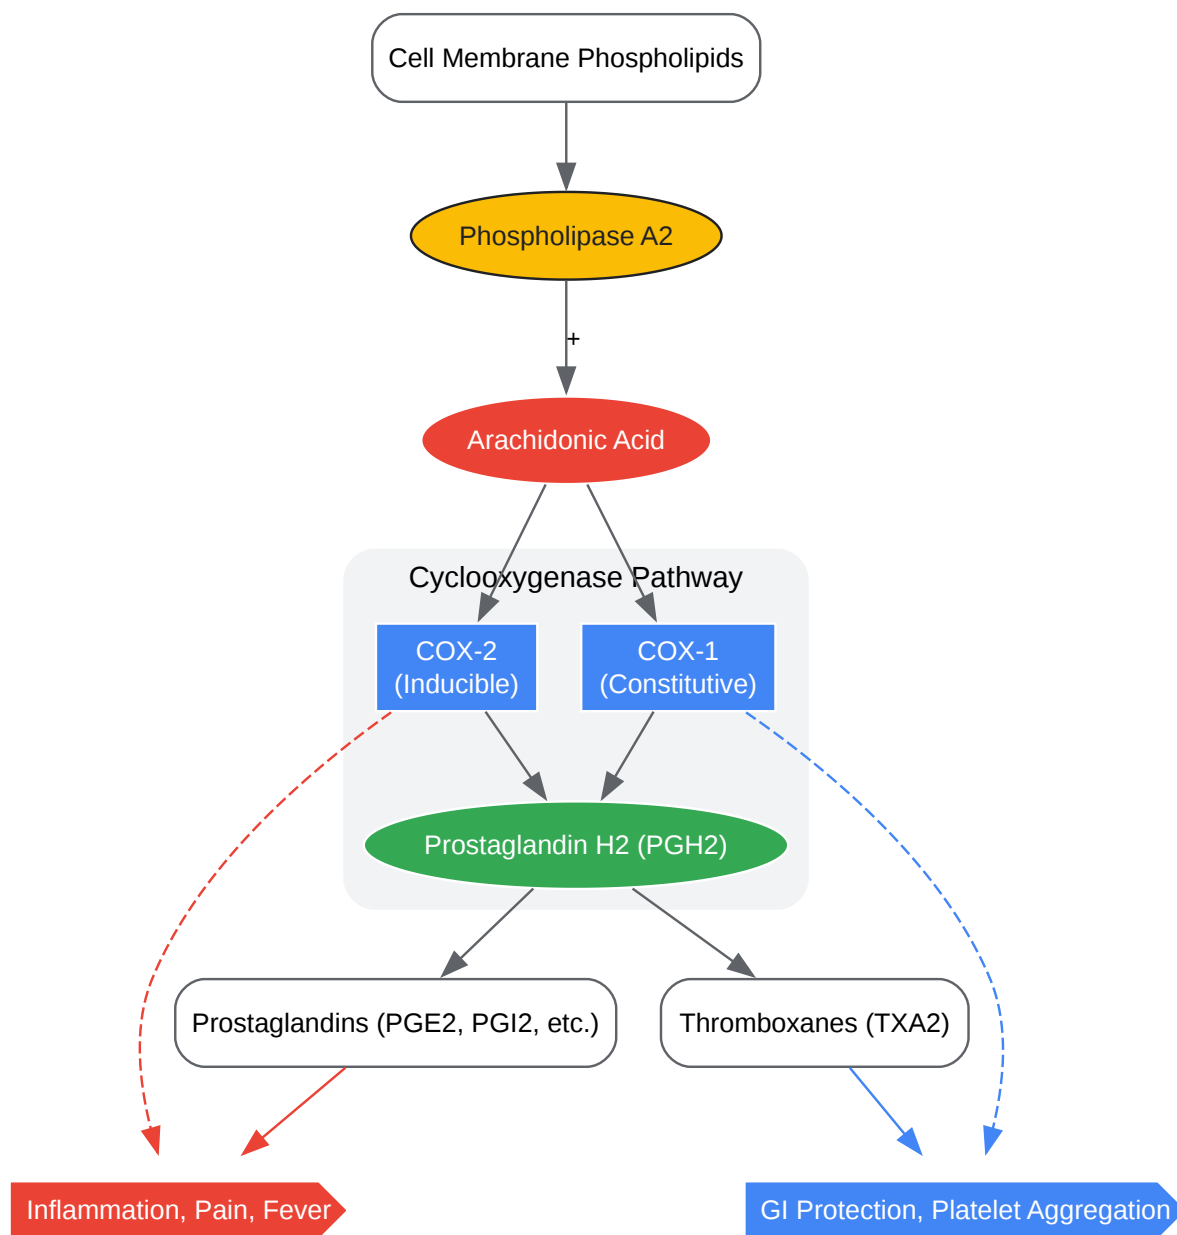 Cell Membrane Phospholipids
Phospholipase A2
+
Arachidonic Acid
Cyclooxygenase Pathway
COX-2
(Inducible)
COX-1
(Constitutive)
Prostaglandin H2 (PGH2)
Prostaglandins (PGE2, PGI2, etc.)
Thromboxanes (TXA2)
Inflammation, Pain, Fever
GI Protection, Platelet Aggregation